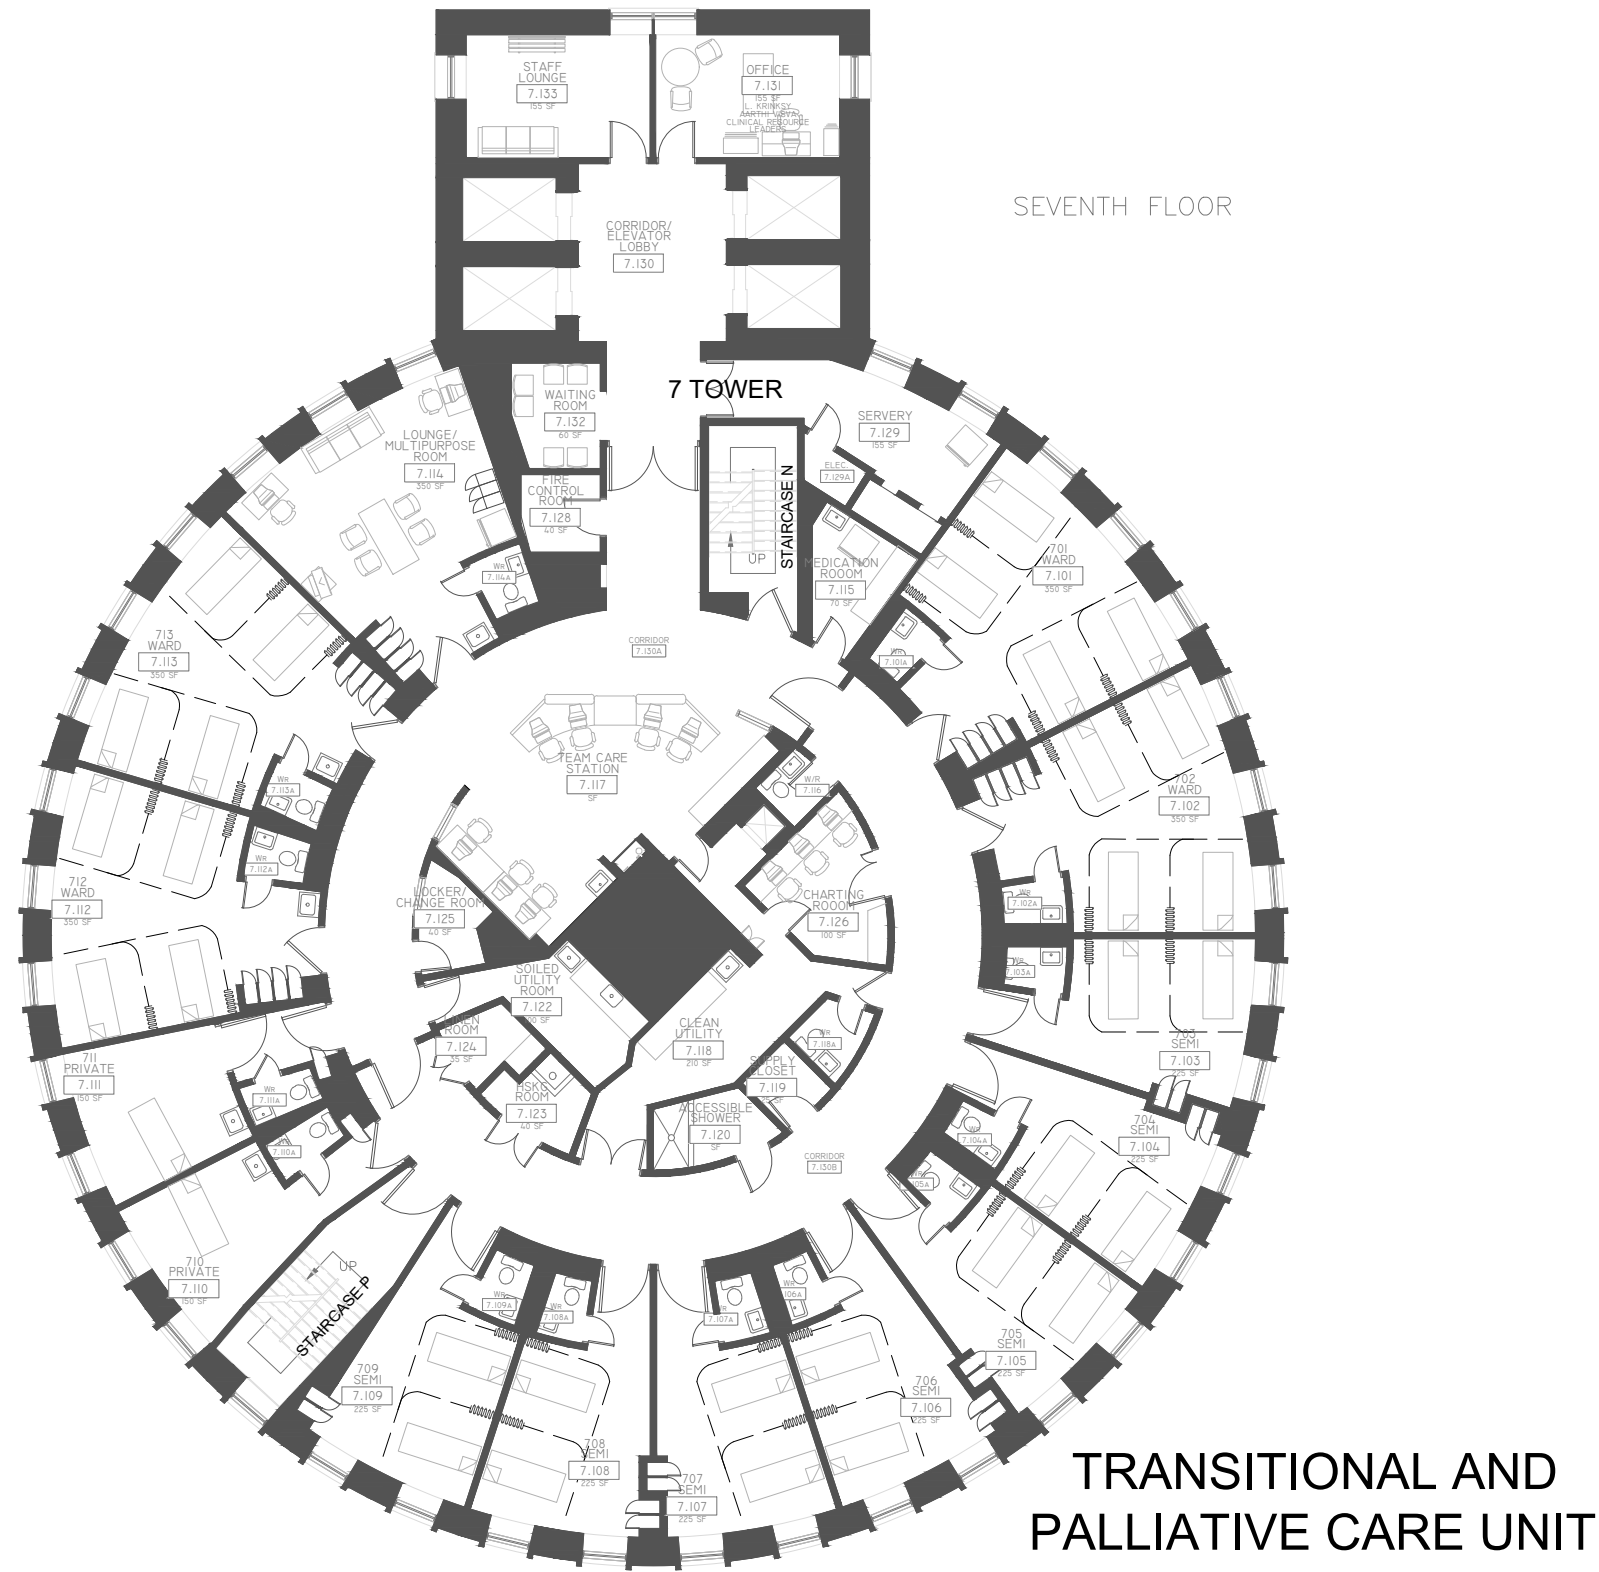 STAFF
LOUNGE
7.133
155 SF
OFFICE
7.131
155 SF
L. KRINKSY
CLINICAL RESOURCE
LEADERS
SEVENTH FLOOR
CORRIDOR/
ELEVATOR
LOBBY
7.130
7 TOWER
WAITING
ROOM
7.132
60 SF
SERVERY
7.129
155 SF
LOUNGE/
MULTIPURPOSE
ROOM
7.114
350 SF
ELEC.
7.129A
FIRE
CONTROL
ROOM
7.128
40 SF
STAIRCASE N
UP
701
WARD
7.101
350 SF
MEDICATION
ROOOM
7.115
70 SF
WR
7.114A
713
WARD
7.113
350 SF
CORRIDOR
7.130A
WR
7.101A
TEAM CARE
STATION
7.117
SF
W/R
7.116
702
WARD
7.102
350 SF
WR
7.113A
WR
7.112A
712
WARD
7.112
350 SF
LOCKER/
CHANGE ROOM
7.125
40 SF
CHARTING
ROOOM
7.126
100 SF
WR
7.102A
WR
7.103A
SOILED
UTILITY
ROOM
7.122
100 SF
LINEN
ROOM
7.124
35 SF
CLEAN
UTILITY
7.118
210 SF
WR
7.118A
703
SEMI
7.103
225 SF
711
PRIVATE
7.111
150 SF
SUPPLY
CLOSET
7.119
25 SF
HSKG
ROOM
7.123
40 SF
WR
7.111A
ACCESSIBLE
SHOWER
7.120
SF
704
SEMI
7.104
225 SF
WR
7.104A
WR
7.110A
CORRIDOR
7.130B
7.105A
710
PRIVATE
7.110
150 SF
UP
STAIRCASE P
WR
7.109A
WR
7.108A
WR
7.107A
WR
7.106A
705
SEMI
7.105
225 SF
709
SEMI
7.109
225 SF
706
SEMI
7.106
225 SF
708
SEMI
7.108
225 SF
707
SEMI
7.107
225 SF
TRANSITIONAL AND
PALLIATIVE CARE UNIT